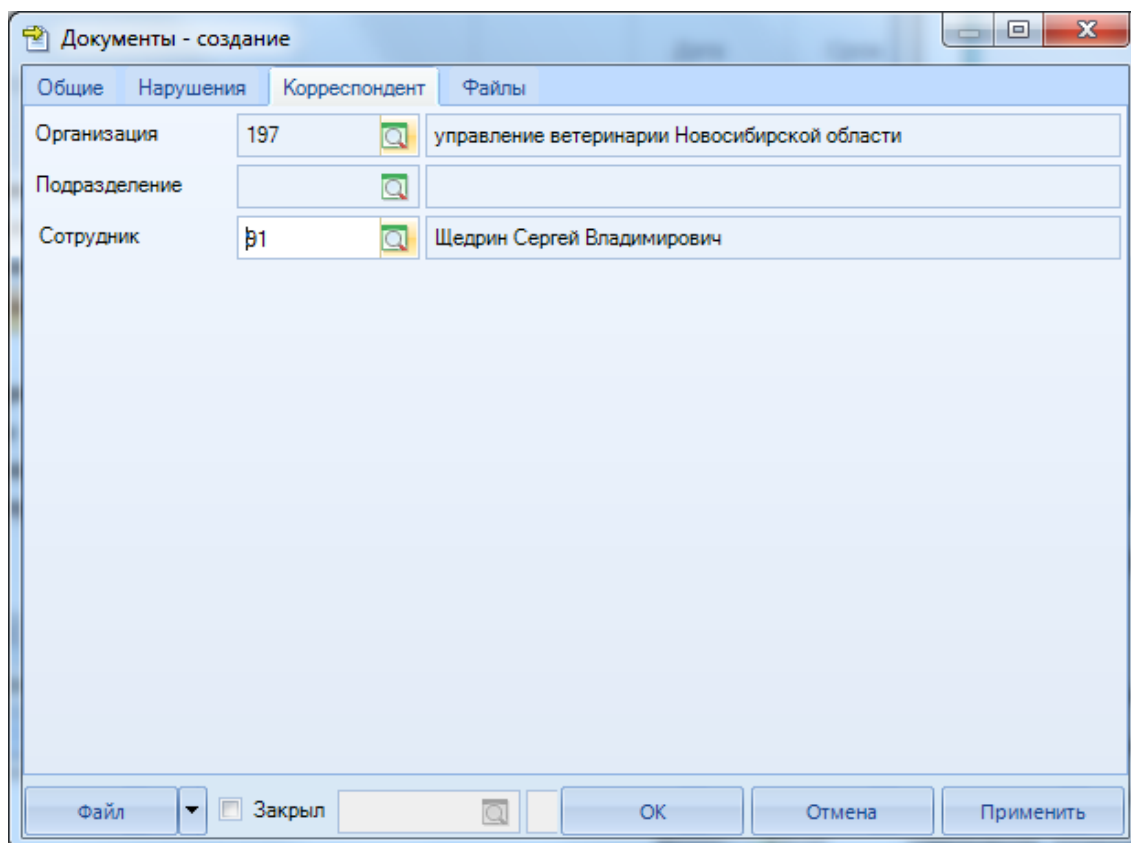 Документы - создание
Общие Нарушения Корреспондент Файлы
Организация 197 управление ветеринарии Новосибирской области
Подразделение
Сотрудник 91 Щедрин Сергей Владимирович
Файл Закрыл ОК Отмена Применить